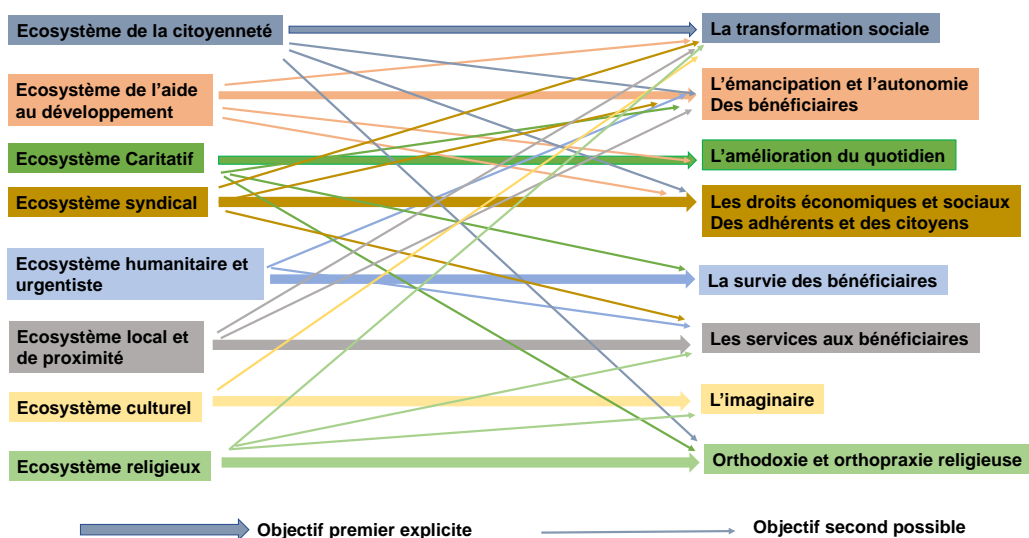 Ecosystème de la citoyenneté
La transformation sociale
Ecosystème de l'aide
au développement
L'émancipation et l'autonomie
Des bénéficiaires
Ecosystème Caritatif
L'amélioration du quotidien
Ecosystème syndical
Les droits économiques et sociaux
Des adhérents et des citoyens
Ecosystème humanitaire et
urgentiste
La survie des bénéficiaires
Ecosystème local et
de proximité
Les services aux bénéficiaires
Ecosystème culturel
L'imaginaire
Ecosystème religieux
Orthodoxie et orthopraxie religieuse
Objectif premier explicite
Objectif second possible